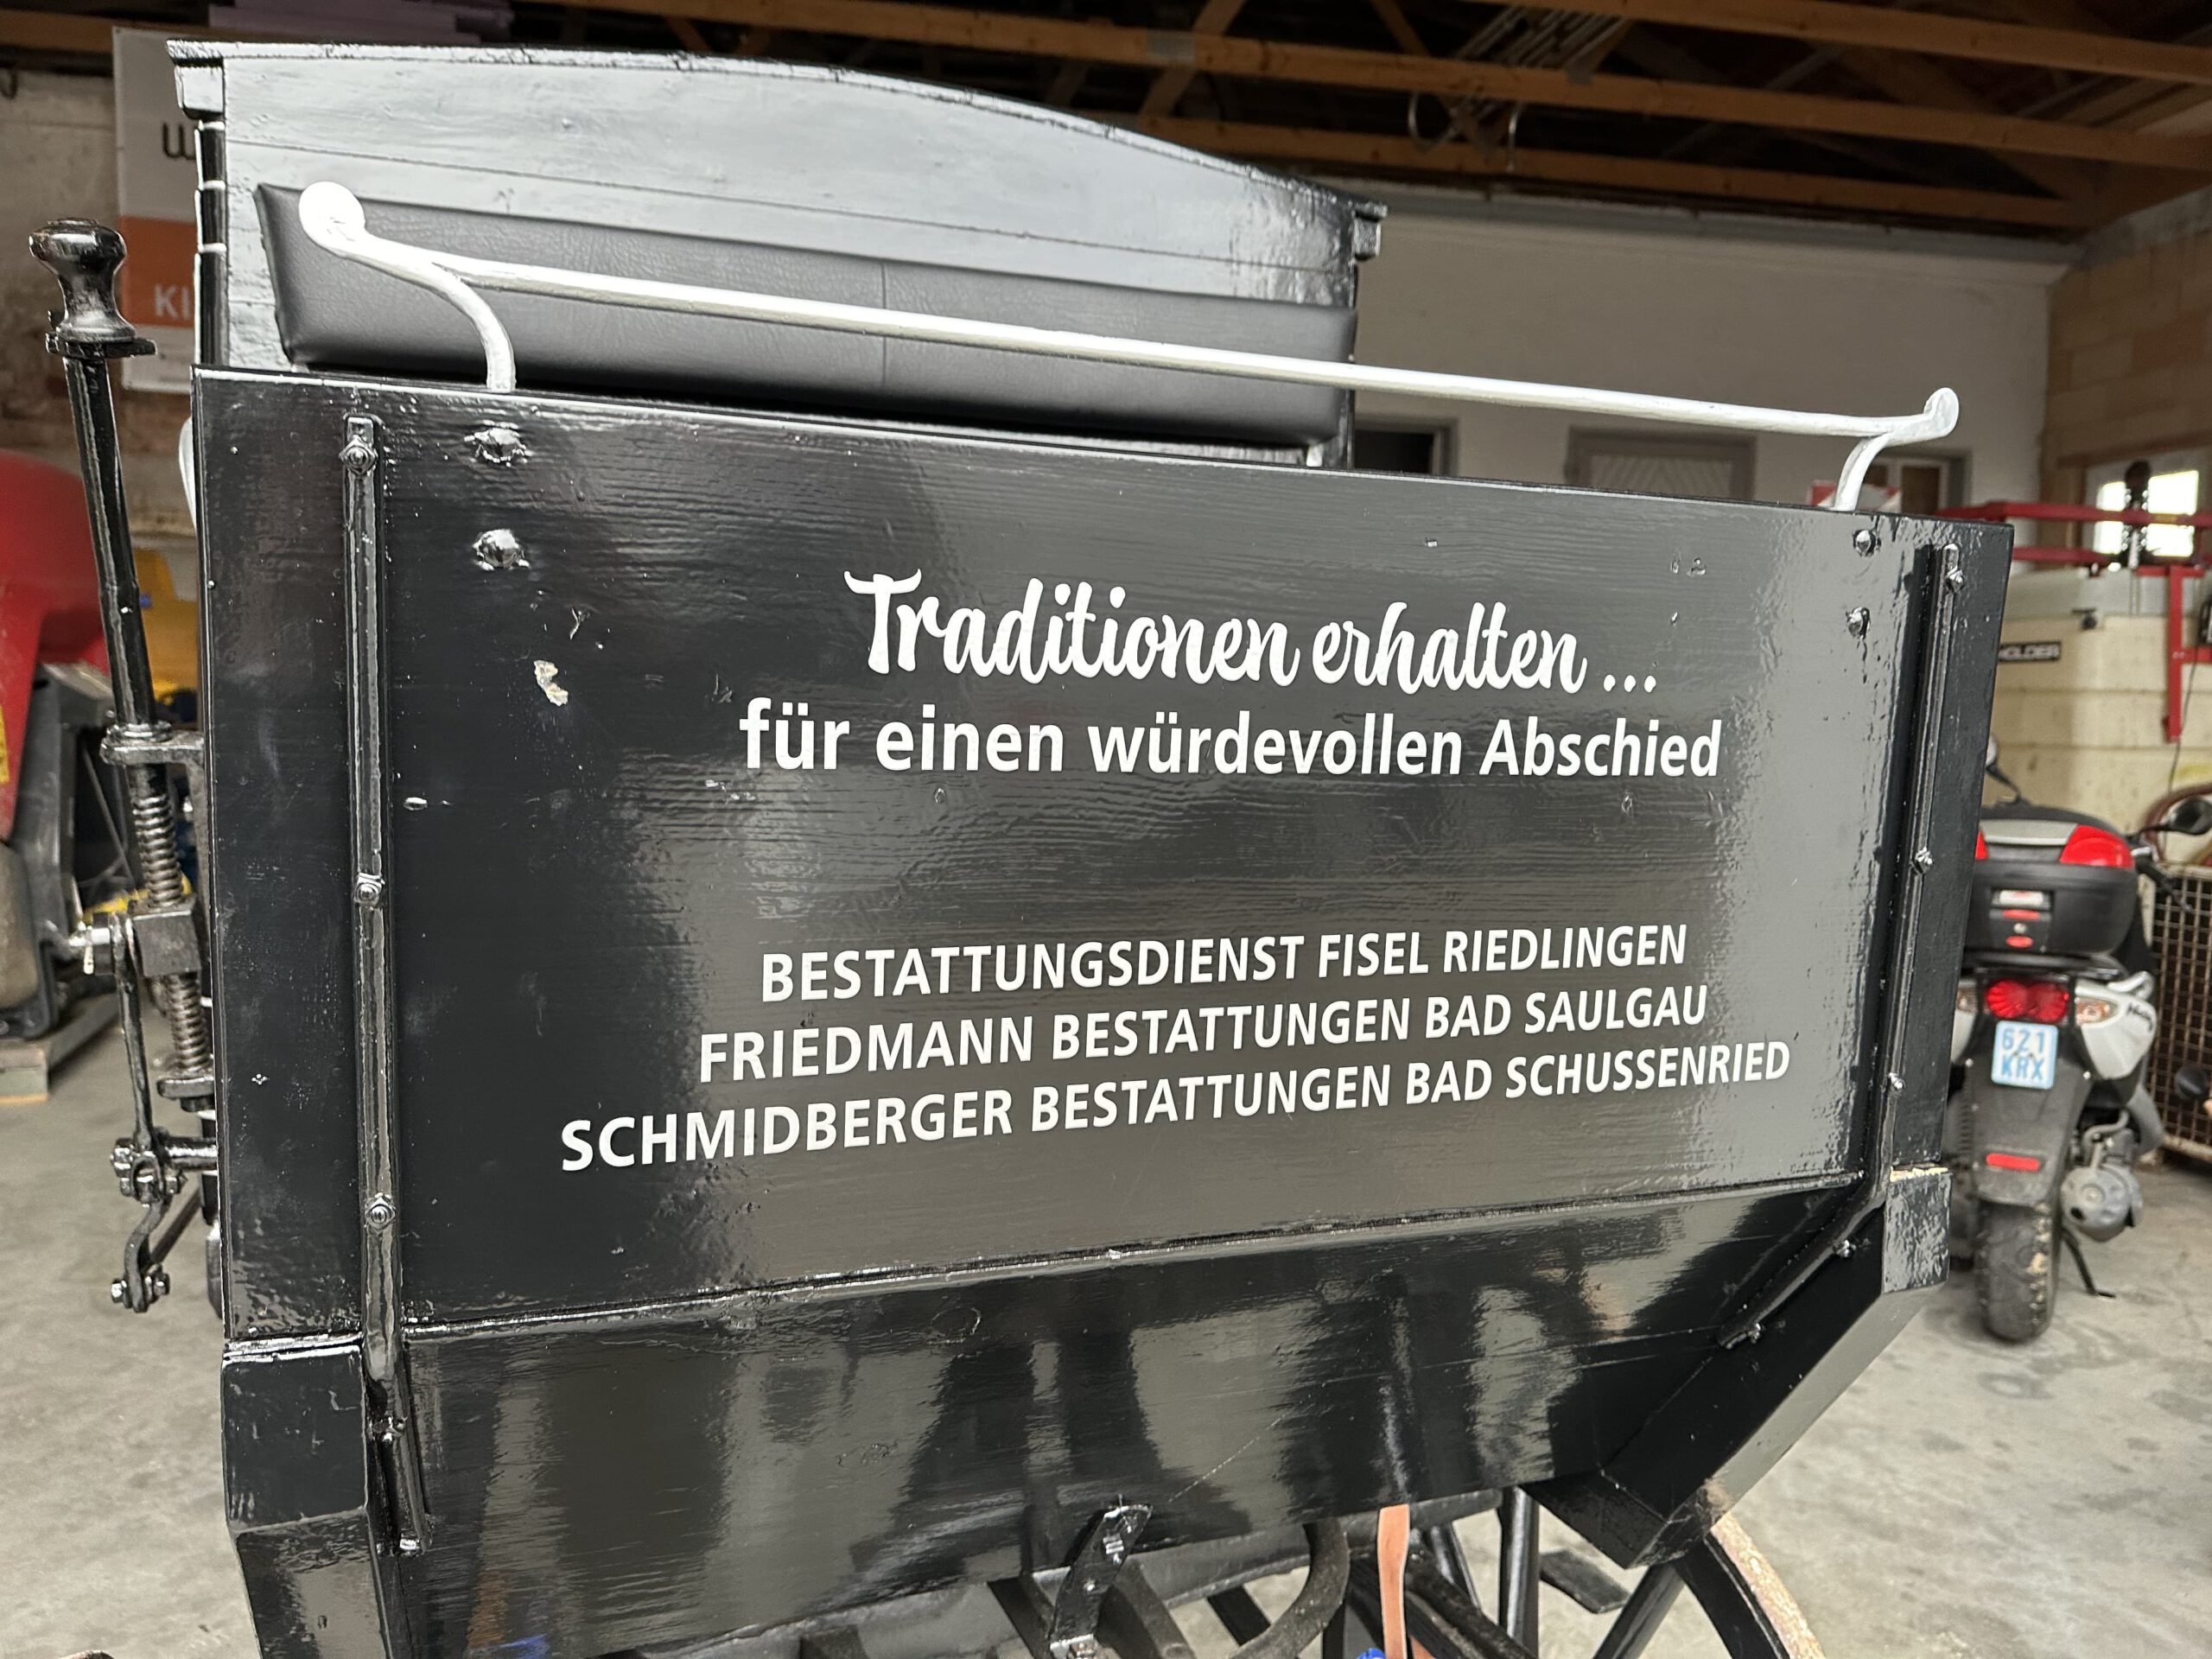 Traditionen erhalten ...
für einen würdevollen Abschied
BESTATTUNGSDIENST FISEL RIEDLINGEN
FRIEDMANN BESTATTUNGEN BAD SAULGAU
SCHMIDBERGER BESTATTUNGEN BAD SCHUSSENRIED
HOLDER
621
KRX